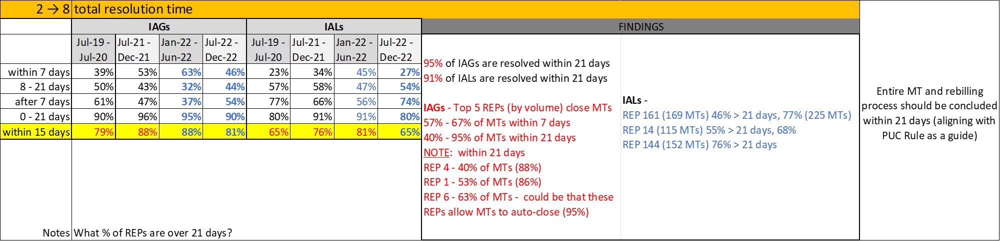 2 → 8 total resolution time
IAGs IALs FINDINGS
Jul-19 - Jul-21 - Jan-22 - Jul-22 - Jul-19 - Jul-21 - Jan-22 - Jul-22 -
Jul-20 Dec-21 Jun-22 Dec-22 Jul-20 Dec-21 Jun-22 Dec-22
within 7 days 39% 53% 63% 46% 23% 34% 45% 27%
8 - 21 days 50% 43% 32% 44% 57% 58% 47% 54%
after 7 days 61% 47% 37% 54% 77% 66% 56% 74%
0 - 21 days 90% 96% 95% 90% 80% 91% 91% 80%
within 15 days 79% 88% 88% 81% 65% 76% 81% 65%
Notes What % of REPs are over 21 days?
95% of IAGs are resolved within 21 days
91% of IALs are resolved within 21 days
IAGs - Top 5 REPs (by volume) close MTs
57% - 67% of MTs within 7 days
40% - 95% of MTs within 21 days
NOTE: within 21 days
REP 4 - 40% of MTs (88%)
REP 1 - 53% of MTs (86%)
REP 6 - 63% of MTs - could be that these
REPs allow MTs to auto-close (95%)
IALs -
REP 161 (169 MTs) 46% > 21 days, 77% (225 MTs)
REP 14 (115 MTs) 55% > 21 days, 68%
REP 144 (152 MTs) 76% > 21 days
Entire MT and rebilling
process should be concluded
within 21 days (aligning with
PUC Rule as a guide)